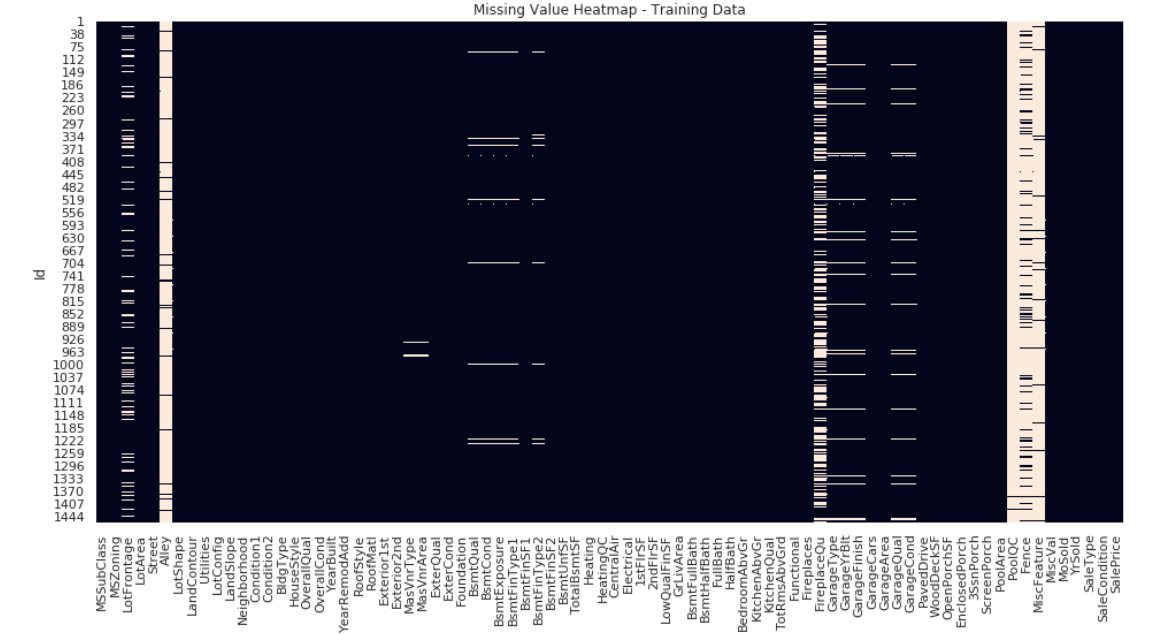 Missing Value Heatmap - Training Data
Id
1
38
75
112
149
186
223
260
297
334
371
408
445
482
519
556
593
630
667
704
741
778
815
852
889
926
963
1000
1037
1074
1111
1148
1185
1222
1259
1296
1333
1370
1407
1444
MSSubClass
MSZoning
LotFrontage
LotArea
Street
Alley
LotShape
LandContour
Utilities
LotConfig
LandSlope
Neighborhood
Condition1
Condition2
BldgType
HouseStyle
OverallQual
OverallCond
YearBuilt
YearRemodAdd
RoofStyle
RoofMatl
Exterior1st
Exterior2nd
MasVnrType
MasVnrArea
ExterQual
ExterCond
Foundation
BsmtQual
BsmtCond
BsmtExposure
BsmtFinType1
BsmtFinSF1
BsmtFinType2
BsmtFinSF2
BsmtUnfSF
TotalBsmtSF
Heating
HeatingQC
CentralAir
Electrical
1stFlrSF
2ndFlrSF
LowQualFinSF
GrLivArea
BsmtFullBath
BsmtHalfBath
FullBath
HalfBath
BedroomAbvGr
KitchenAbvGr
KitchenQual
TotRmsAbvGrd
Functional
Fireplaces
FireplaceQu
GarageType
GarageYrBlt
GarageFinish
GarageCars
GarageArea
GarageQual
GarageCond
PavedDrive
WoodDeckSF
OpenPorchSF
EnclosedPorch
3SsnPorch
ScreenPorch
PoolArea
PoolQC
Fence
MiscFeature
MiscVal
MoSold
YrSold
SaleType
SaleCondition
SalePrice